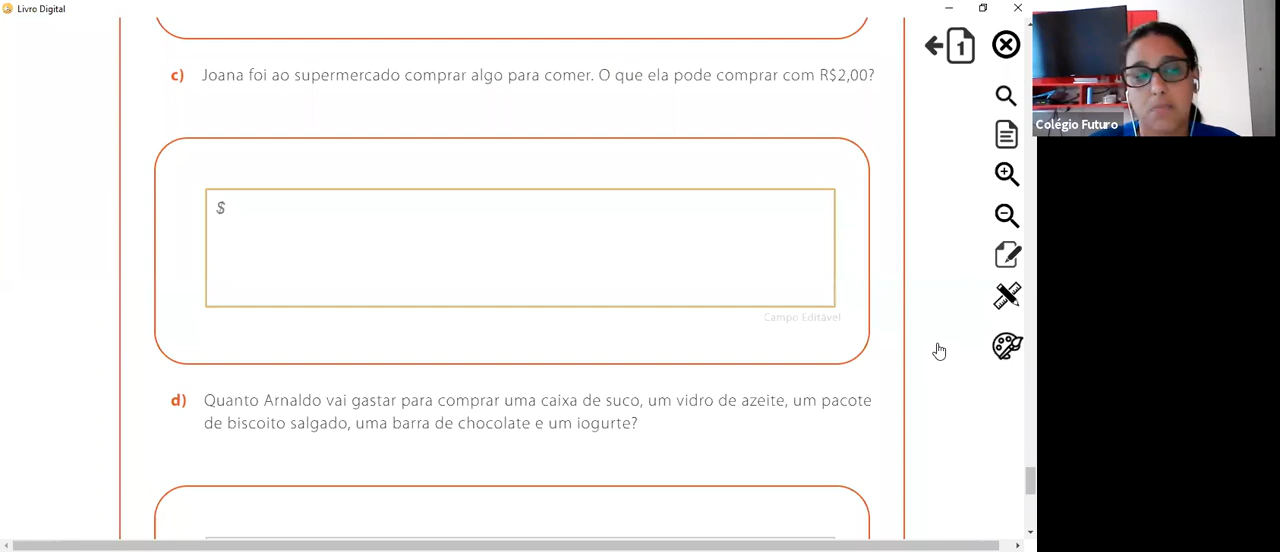 Livro Digital
c) Joana foi ao supermercado comprar algo para comer. O que ela pode comprar com R$2,00?
1
Colégio Futuro
$
Campo Editável
d) Quanto Arnaldo vai gastar para comprar uma caixa de suco, um vidro de azeite, um pacote
de biscoito salgado, uma barra de chocolate e um iogurte?